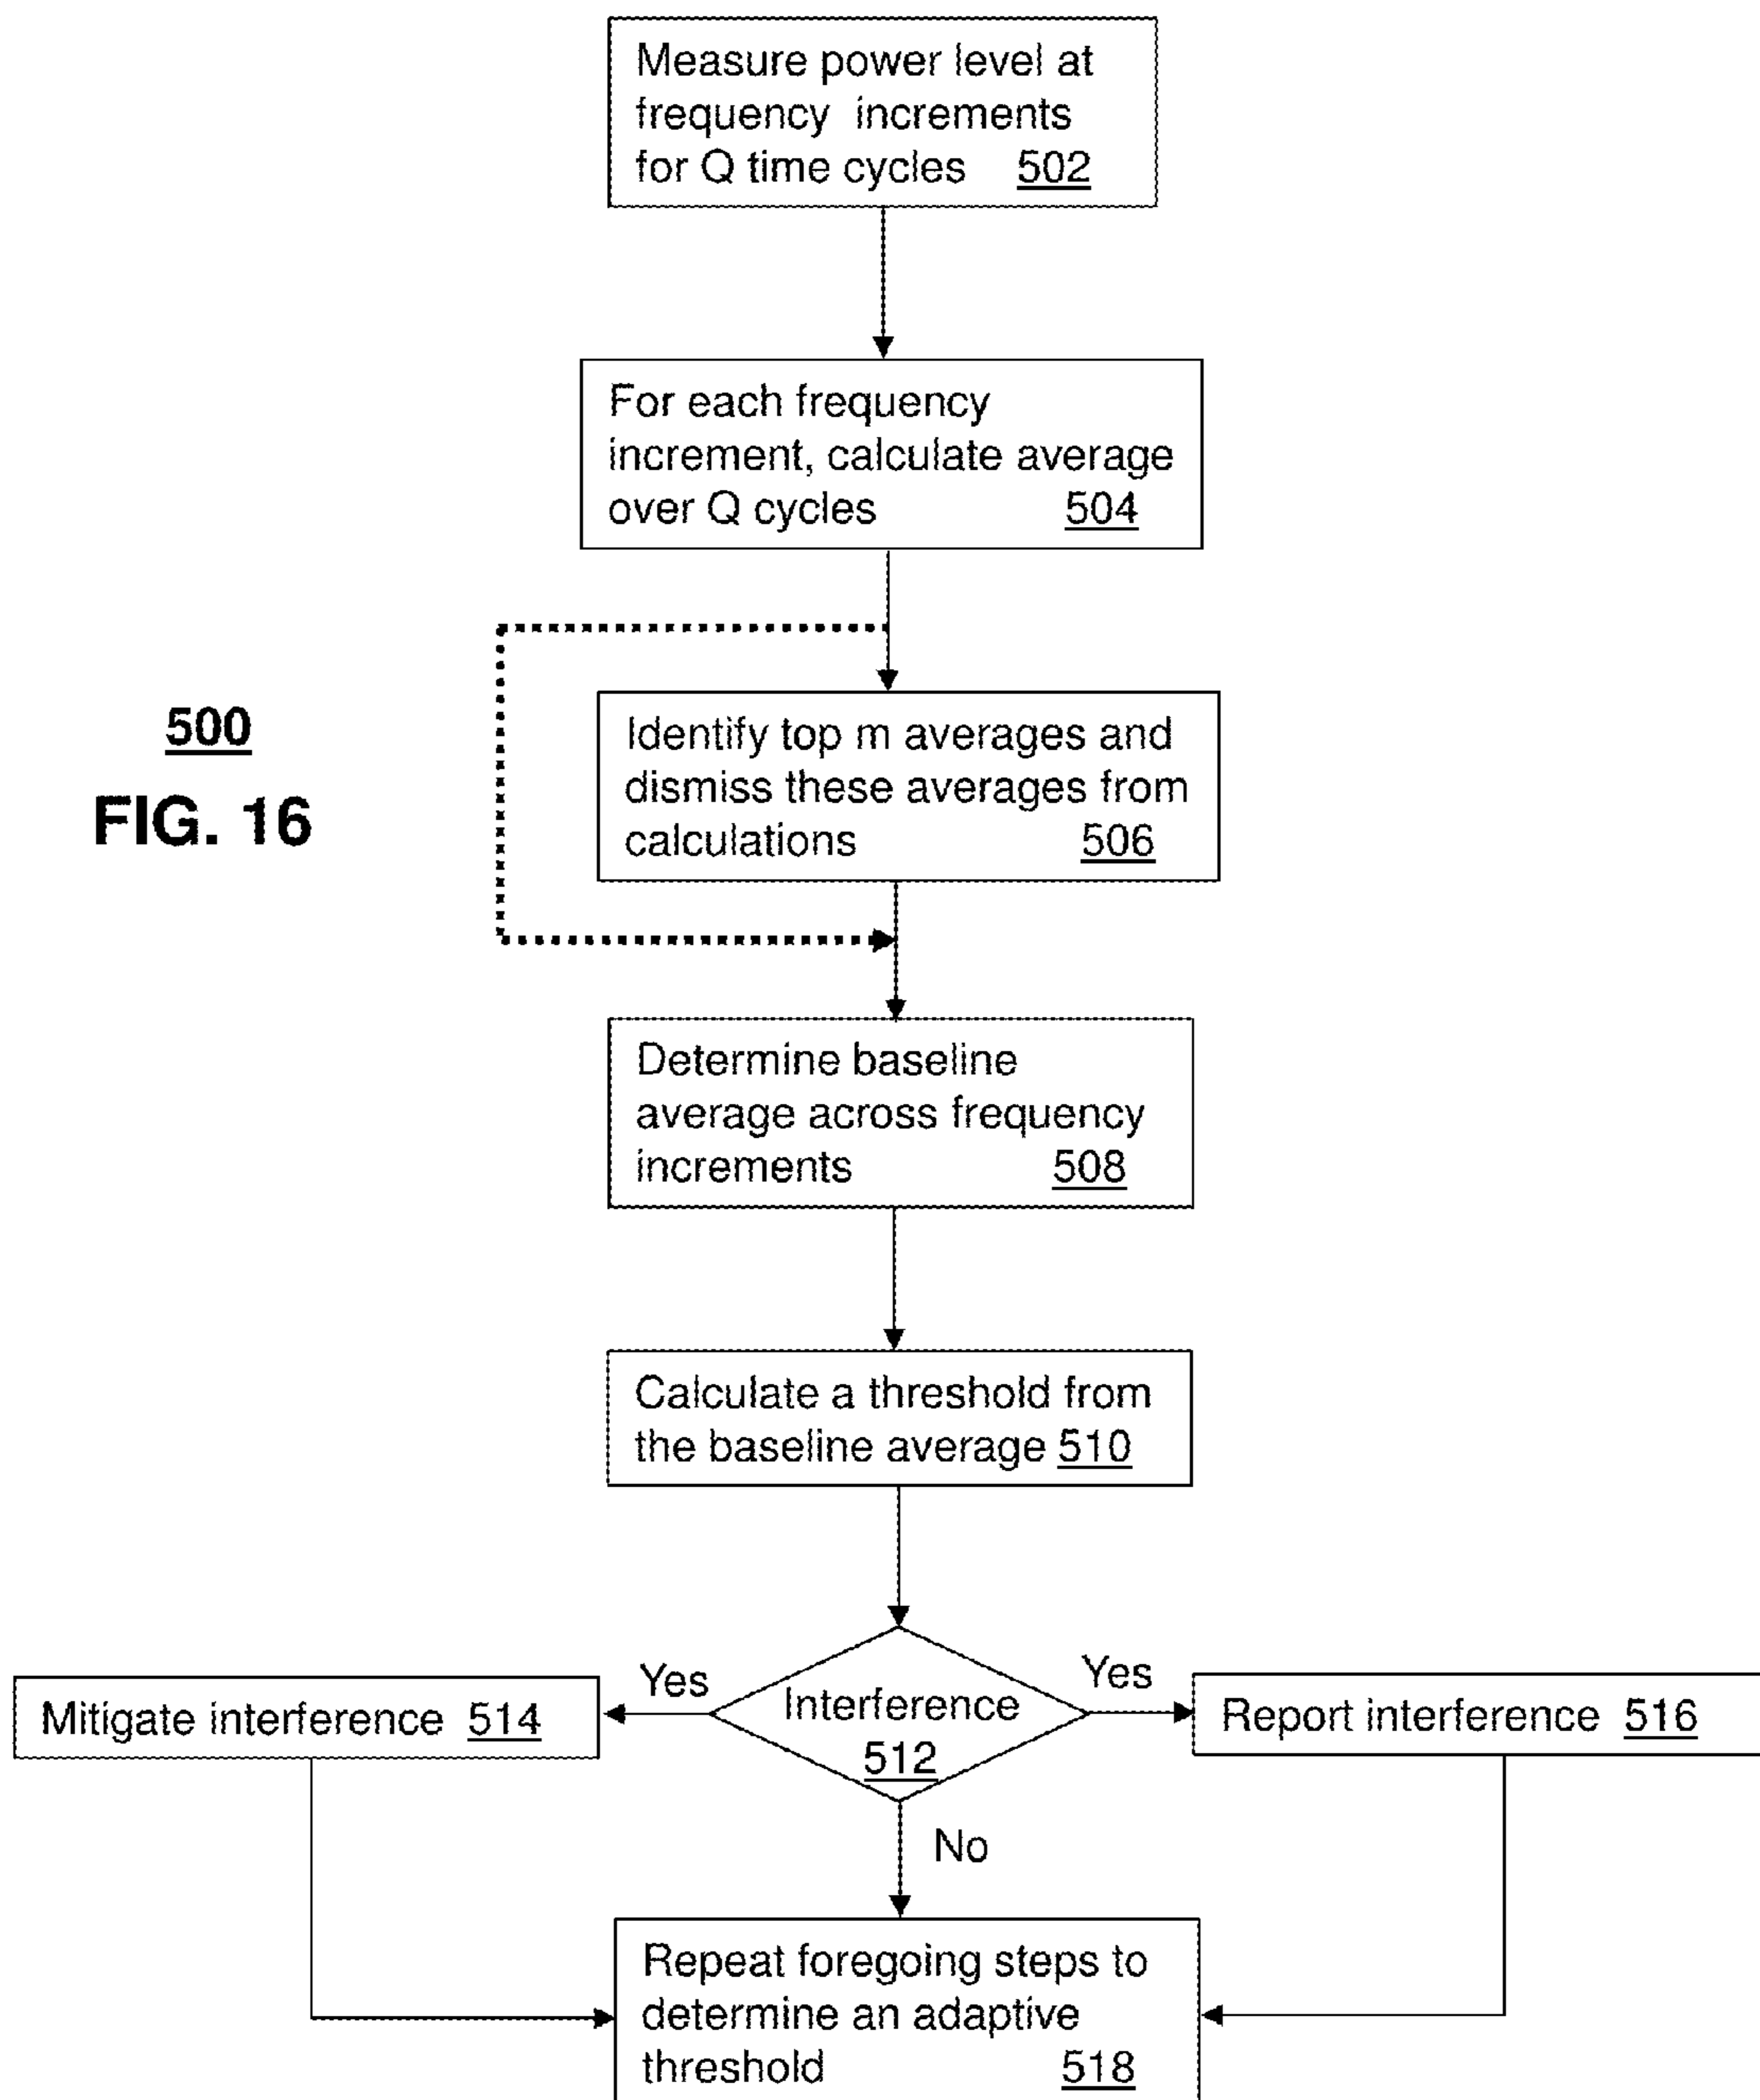 Measure power level at
frequency increments
for Q time cycles 502
For each frequency
increment, calculate average
over Q cycles 504
500
FIG. 16
Identify top m averages and
dismiss these averages from
calculations 506
Determine baseline
average across frequency
increments 508
Calculate a threshold from
the baseline average 510
Yes
Yes
Mitigate interference 514
Interference
512
Report interference 516
No
Repeat foregoing steps to
determine an adaptive
threshold 518